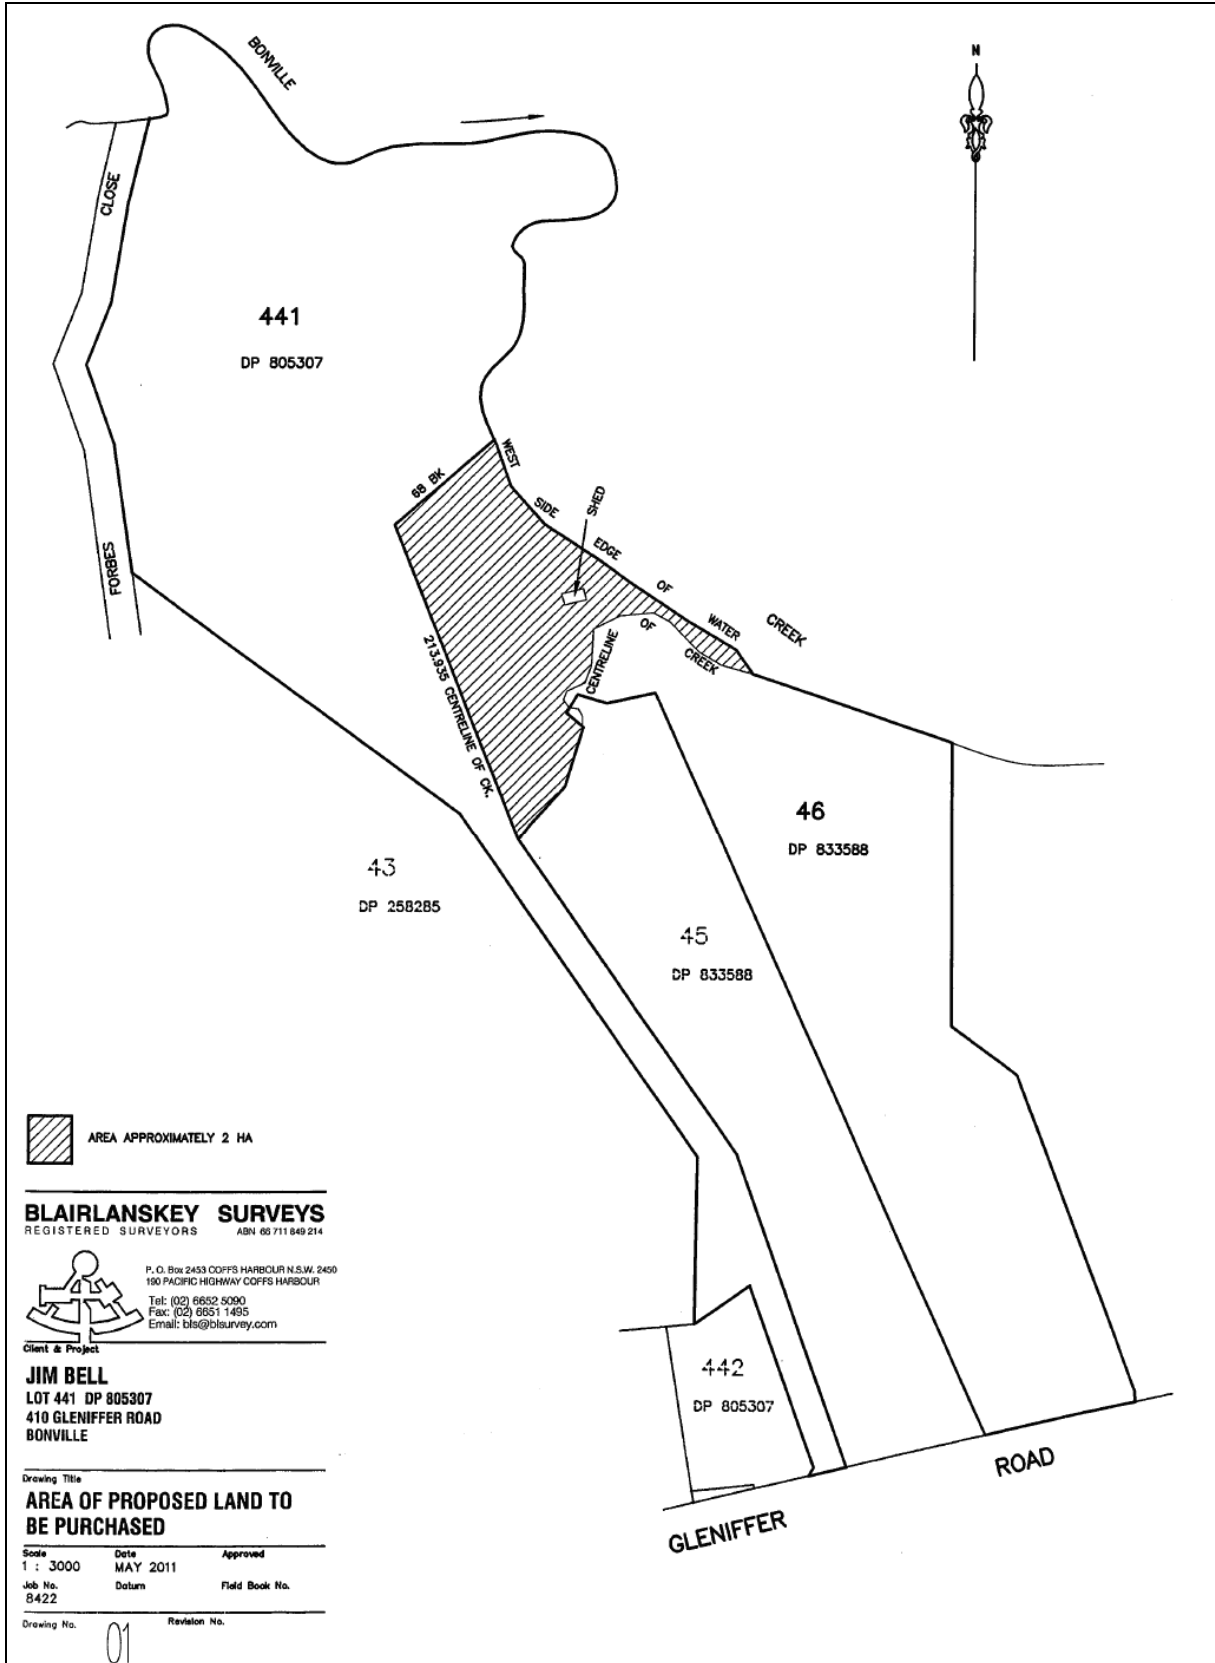 BONVILLE
N
CLOSE
441
DP 805307
68 BK
WEST
SIDE
SHED
EDGE
OF
WATER
CREEK
FORBES
CENTRELINE
OF
CREEK
213.935 CENTRELINE OF CK.
46
DP 833588
43
DP 258285
45
DP 833588
AREA APPROXIMATELY 2 HA
BLAIRLANSKEY SURVEYS
REGISTERED SURVEYORS ABN 66 711 849 214
P. O. Box 2453 COFFS HARBOUR N.S.W. 2450
190 PACIFIC HIGHWAY COFFS HARBOUR
Tel: (02) 6652 5090
Fax: (02) 6651 1495
Email: bls@blsurvey.com
Client & Project
JIM BELL
LOT 441 DP 805307
410 GLENIFFER ROAD
BONVILLE
442
DP 805307
GLENIFFER
ROAD
Drawing Title
AREA OF PROPOSED LAND TO
BE PURCHASED
Scale Date Approved
1 : 3000 MAY 2011
Job No. Datum Field Book No.
8422
Drawing No. Revision No.
01